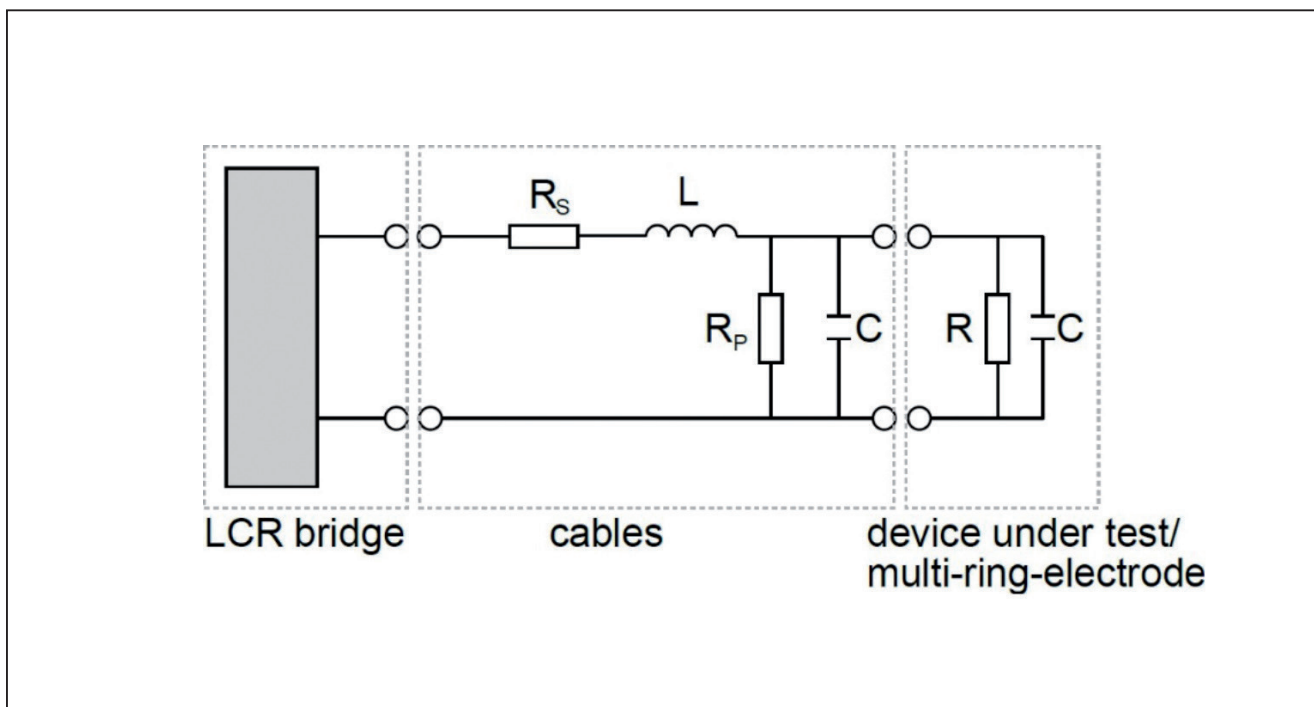 R_S
L
R_P
C
R
C
LCR bridge
cables
device under test/
multi-ring-electrode